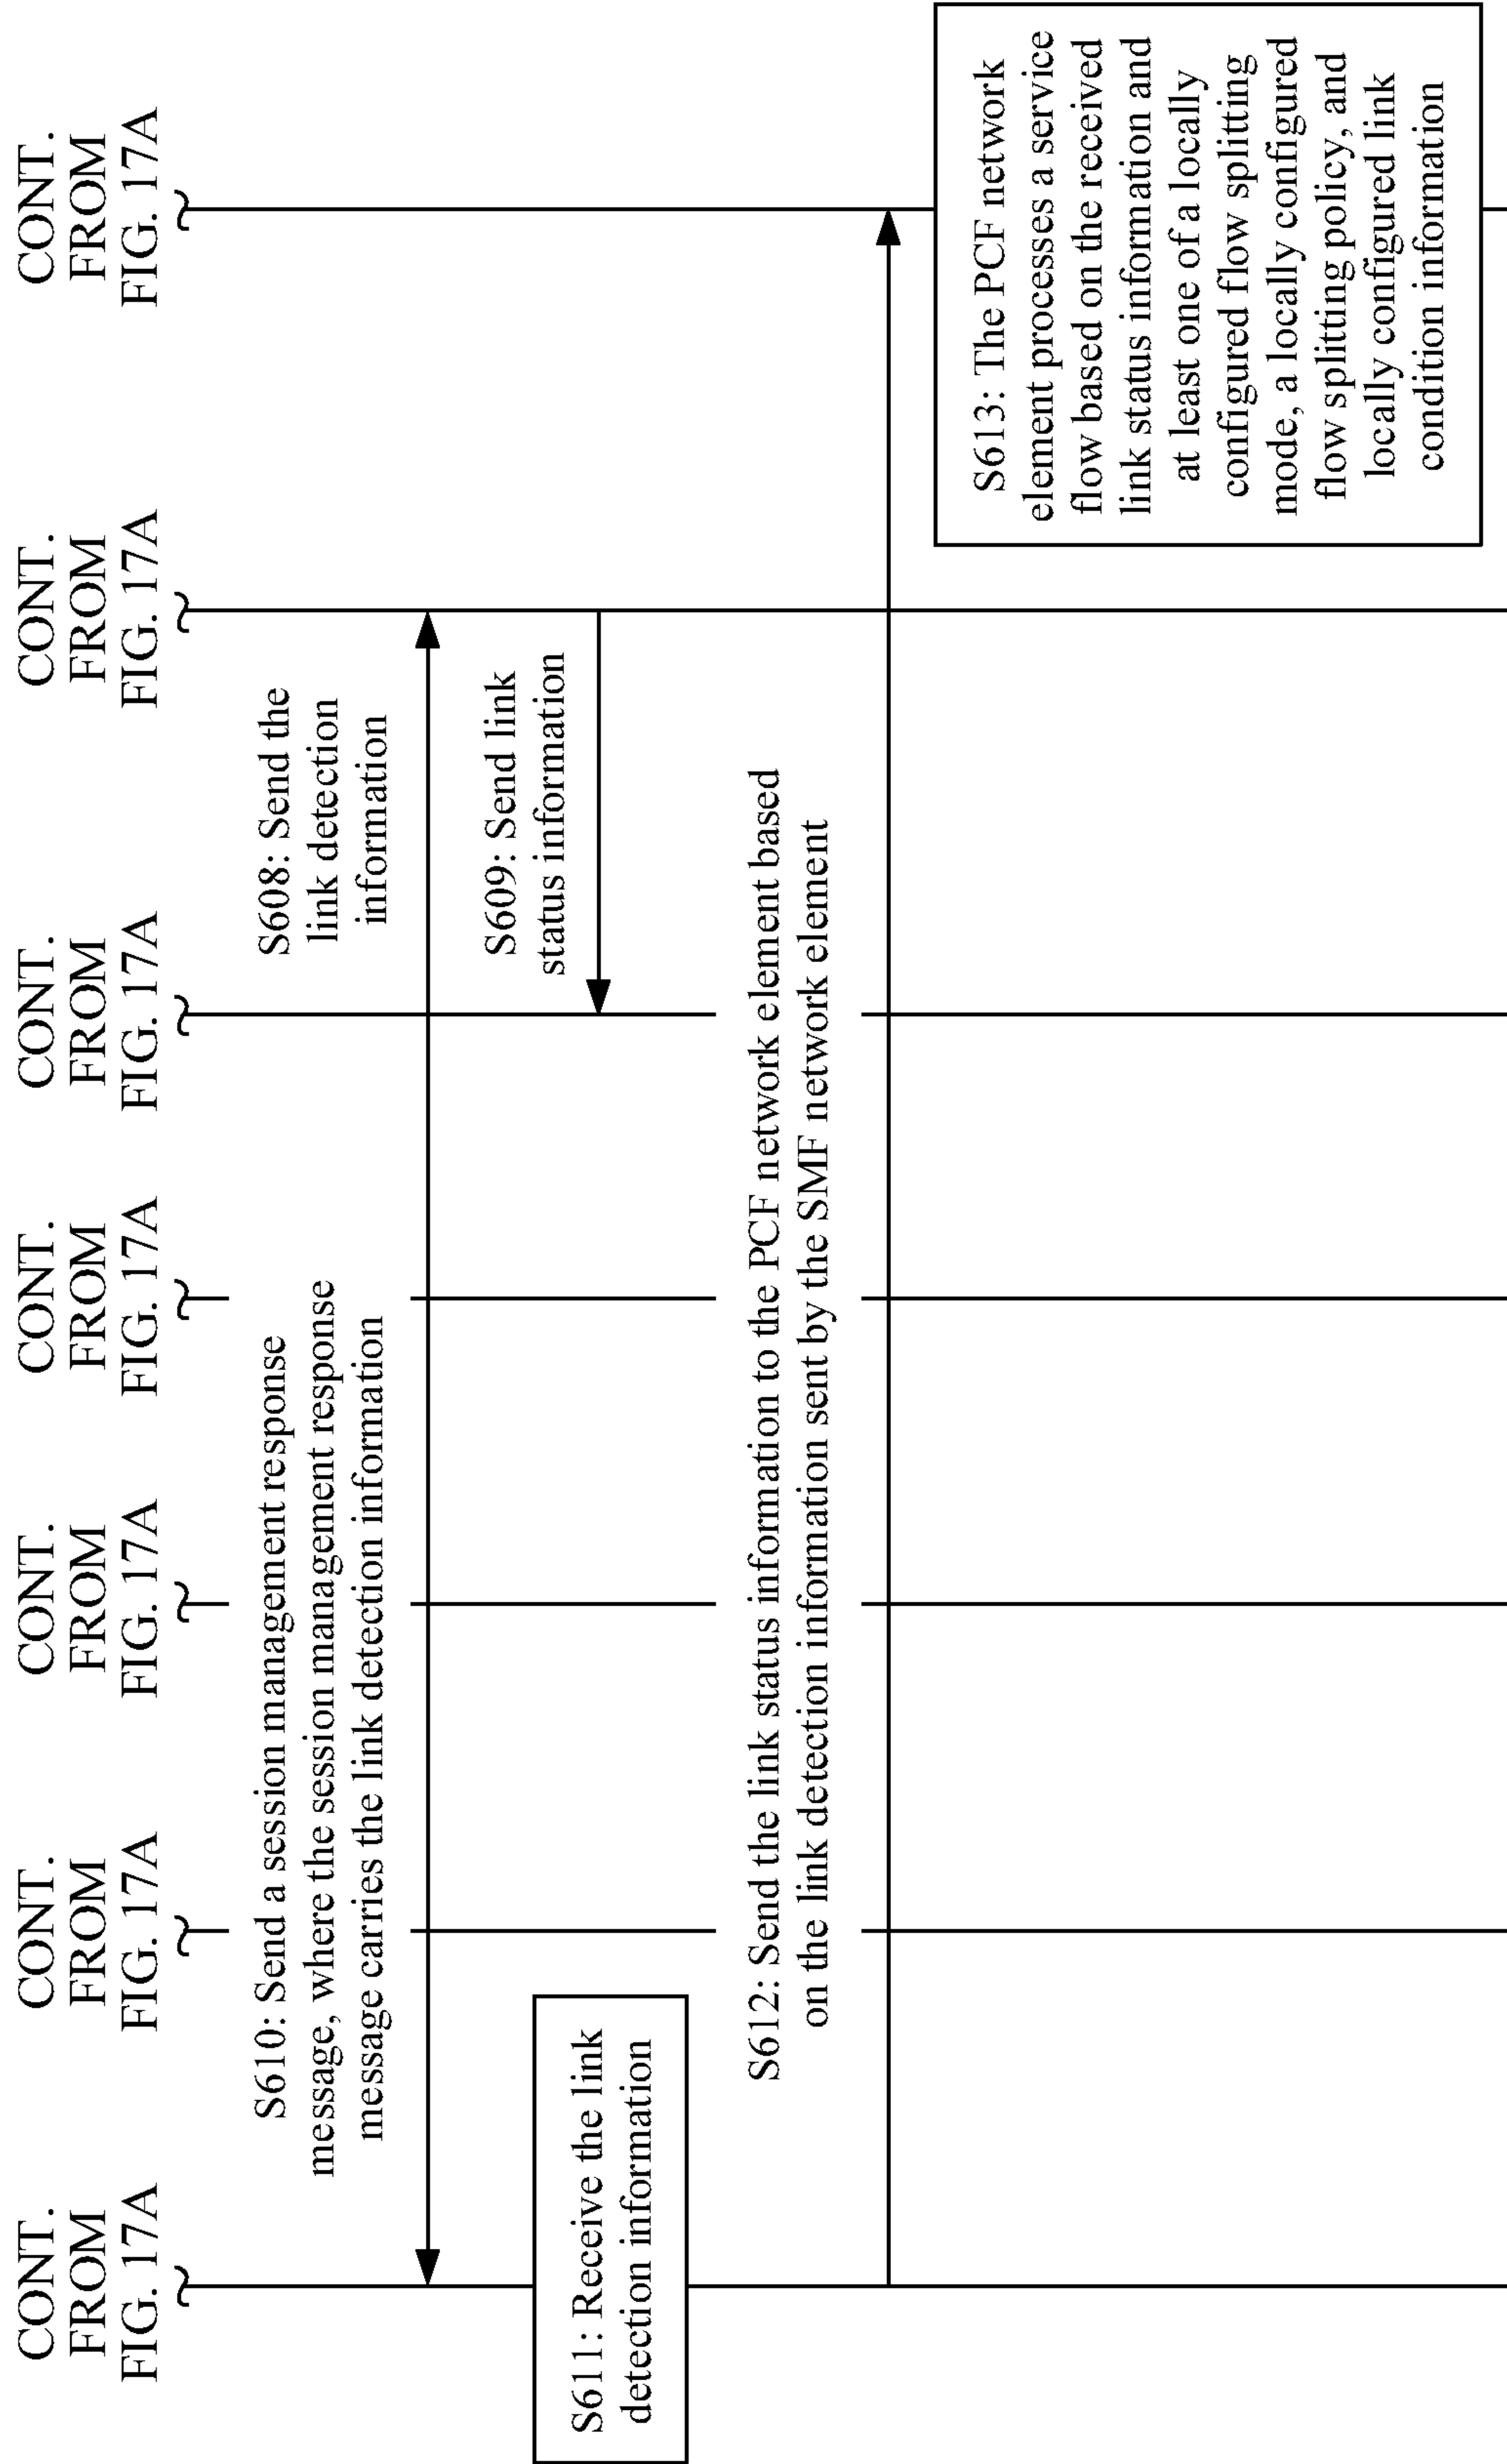 CONT.
FROM
FIG. 17A
CONT.
FROM
FIG. 17A
CONT.
FROM
FIG. 17A
CONT.
FROM
FIG. 17A
CONT.
FROM
FIG. 17A
CONT.
FROM
FIG. 17A
CONT.
FROM
FIG. 17A
CONT.
FROM
FIG. 17A
S608: Send the
link detection
information
S609: Send link
status information
S610: Send a session management response
message, where the session management response
message carries the link detection information
S611: Receive the link
detection information
S612: Send the link status information to the PCF network element based
on the link detection information sent by the SMF network element
S613: The PCF network
element processes a service
flow based on the received
link status information and
at least one of a locally
configured flow splitting
mode, a locally configured
flow splitting policy, and
locally configured link
condition information